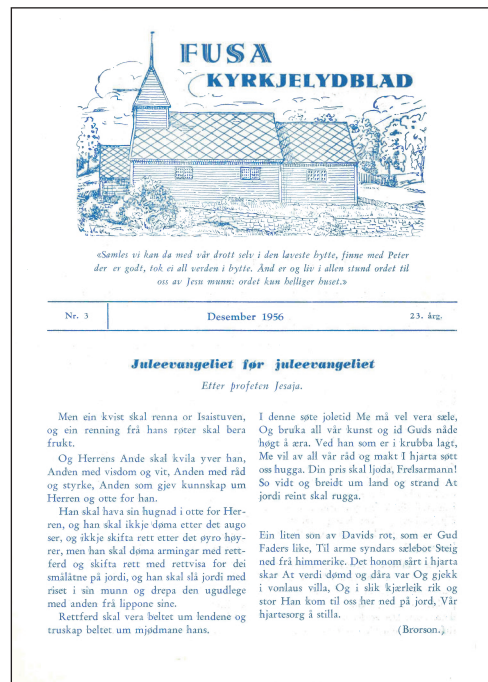 FUSA
KYRKJELYDBLAD
«Samles vi han da med vår drott selv i den laveste hytte, finne med Peter
der er godt, tok ei all verden i bytte. Ånd er og liv i allen stund ordet til
oss av Jesu munn: ordet kun helliger huset.»
Nr. 3
Desember 1956
23. årg.
Juleevangeliet før juleevangeliet
Etter profeten Jesaja.
Men ein kvist skal renna or Isaistuven,
og ein renning frå hans røter skal bera
frukt.
Og Herrens Ande skal kvila yver han,
Anden med visdom og vit, Anden med råd
og styrke, Anden som gjev kunnskap um
Herren og otte for han.
Han skal hava sin hugnad i otte for Her-
ren, og han skal ikkje døma etter det augo
ser, og ikkje skifta rett etter det øyro høy-
rer, men han skal døma armingar med rett-
ferd og skifta rett med rettvisa for dei
smålåtne på jordi, og han skal slå jordi med
riset i sin munn og drepa den ugudlege
med anden frå lippone sine.
Rettferd skal vera beltet um lendene og
truskap beltet um mjødmane hans.
I denne søte joletid Me må vel vera sæle,
Og bruka all vår kunst og id Guds nåde
høgt å æra. Ved han som er i krubba lagt,
Me vil av all vår råd og makt I hjarta søtt
oss hugga. Din pris skal ljoda, Frelsarmann!
So vidt og breidt um land og strand At
jordi reint skal rugga.
Ein liten son av Davids rot, som er Gud
Faders like, Til arme syndars sælebot Steig
ned frå himmerike. Det honom sårt i hjarta
skar At verdi dømd og dåra var Og gjekk
i vonlaus villa, Og i slik kjærleik rik og
stor Han kom til oss her ned på jord, Vår
hjartesorg å stilla.
(Brorson.)